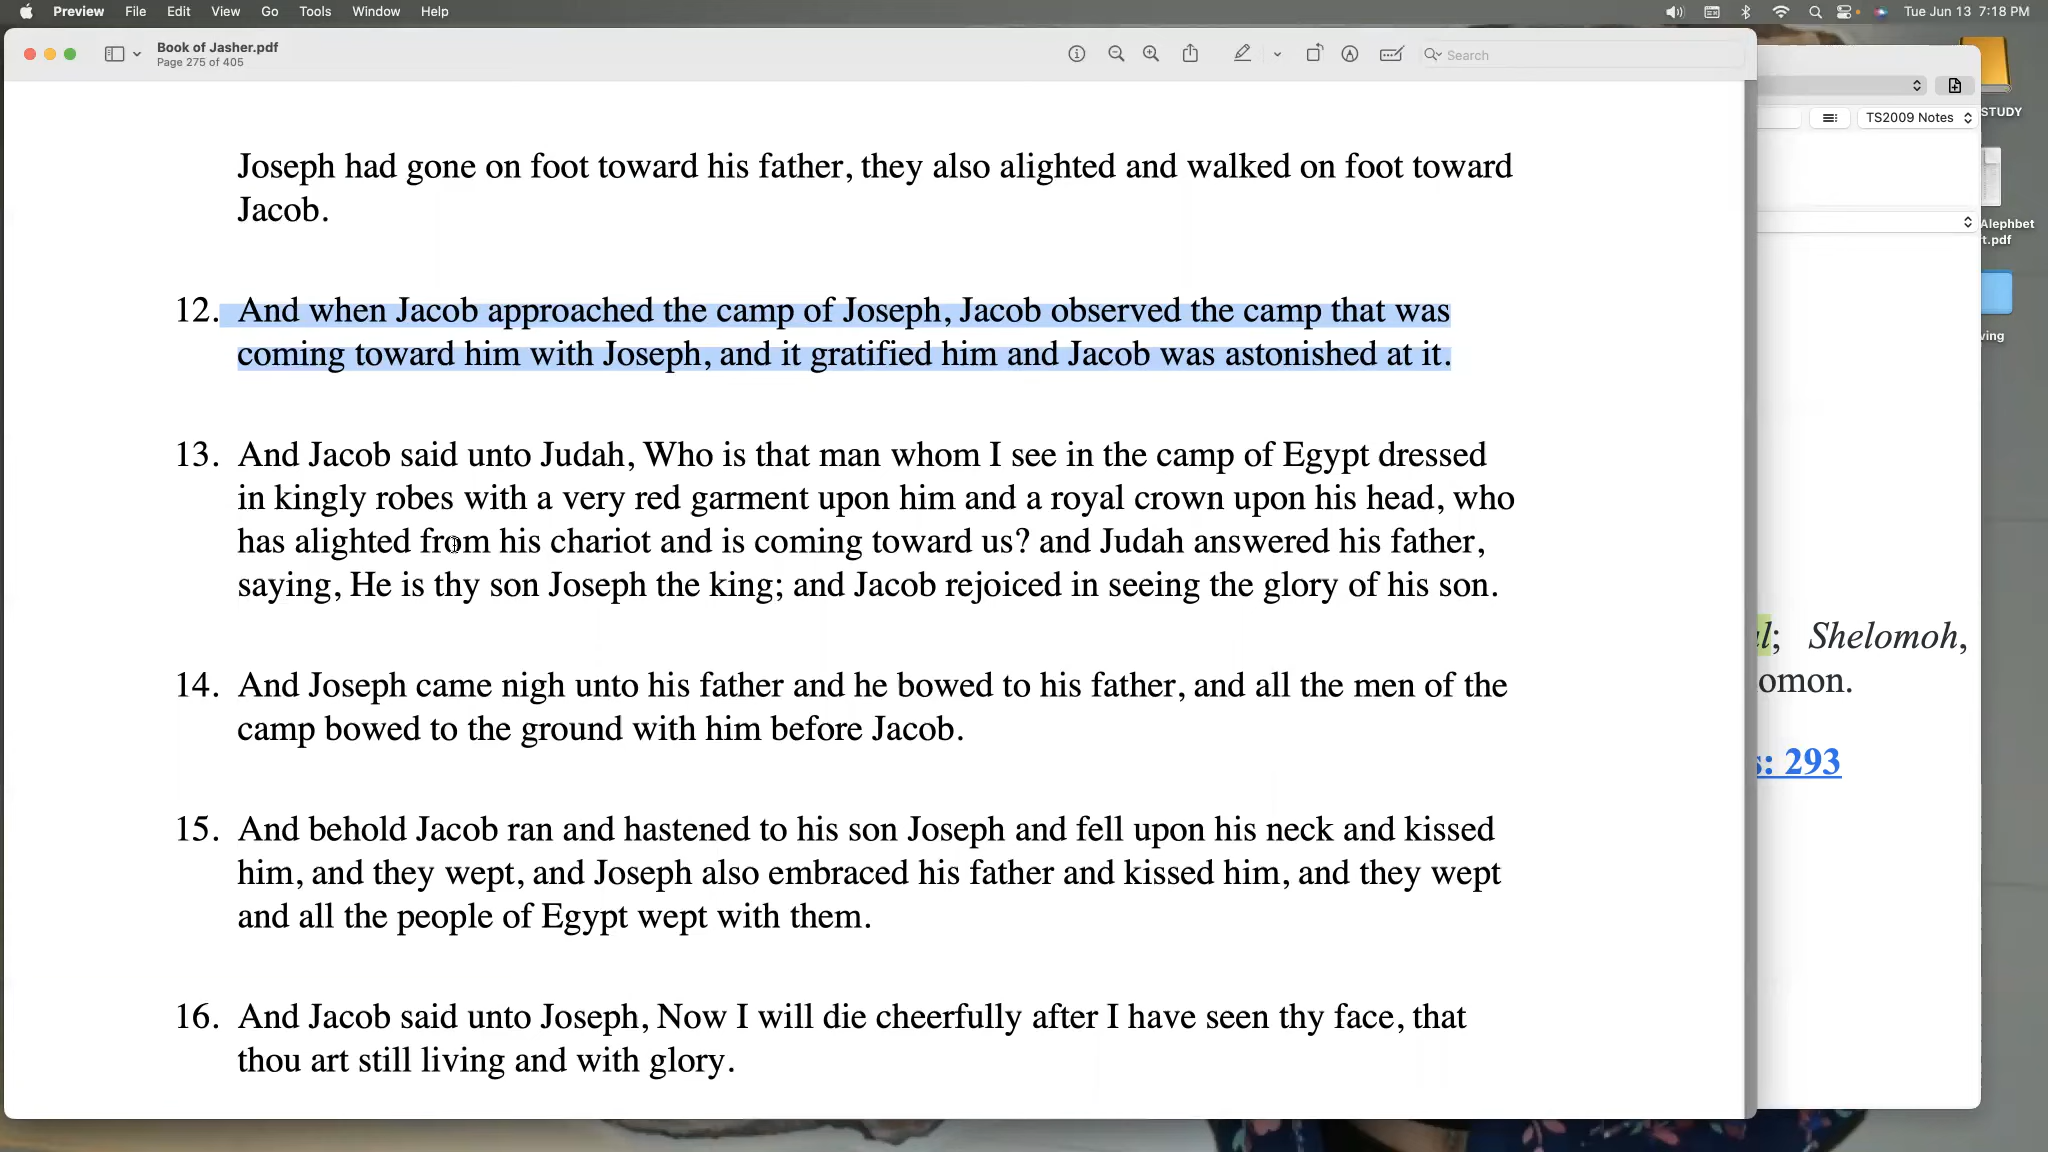 Preview File Edit View Go Tools Window Help
Tue Jun 13 7:18 PM
Book of Jasher.pdf
Page 275 of 405
Search
STUDY
TS2009 Notes
Joseph had gone on foot toward his father, they also alighted and walked on foot toward
Jacob.
Alephbet
t.pdf
12. And when Jacob approached the camp of Joseph, Jacob observed the camp that was
coming toward him with Joseph, and it gratified him and Jacob was astonished at it.
ving
13. And Jacob said unto Judah, Who is that man whom I see in the camp of Egypt dressed
in kingly robes with a very red garment upon him and a royal crown upon his head, who
has alighted from his chariot and is coming toward us? and Judah answered his father,
saying, He is thy son Joseph the king; and Jacob rejoiced in seeing the glory of his son.
l; Shelomoh,
omon.
14. And Joseph came nigh unto his father and he bowed to his father, and all the men of the
camp bowed to the ground with him before Jacob.
s: 293
15. And behold Jacob ran and hastened to his son Joseph and fell upon his neck and kissed
him, and they wept, and Joseph also embraced his father and kissed him, and they wept
and all the people of Egypt wept with them.
16. And Jacob said unto Joseph, Now I will die cheerfully after I have seen thy face, that
thou art still living and with glory.